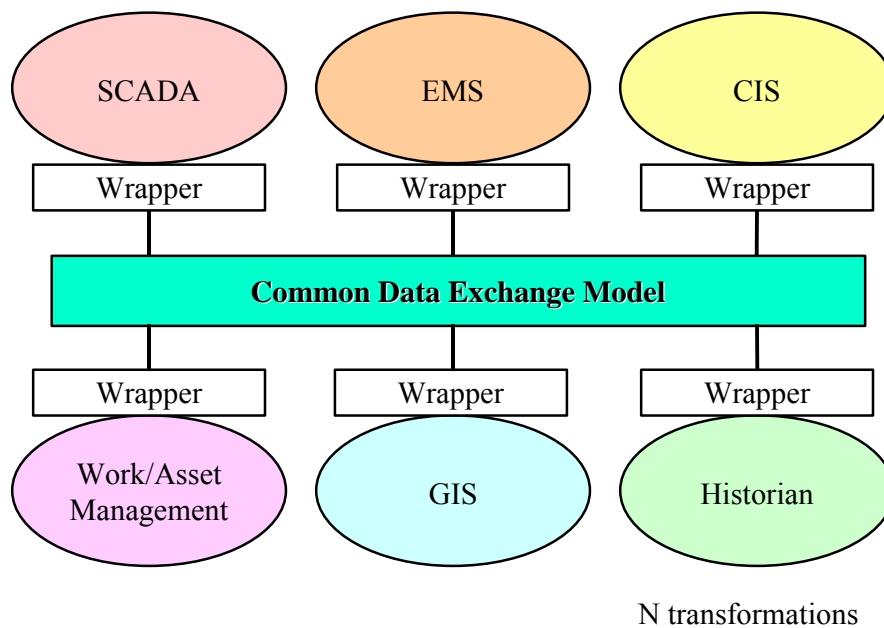 SCADA
EMS
CIS
Wrapper
Wrapper
Wrapper
Common Data Exchange Model
Wrapper
Wrapper
Wrapper
Work/Asset
Management
GIS
Historian
N transformations